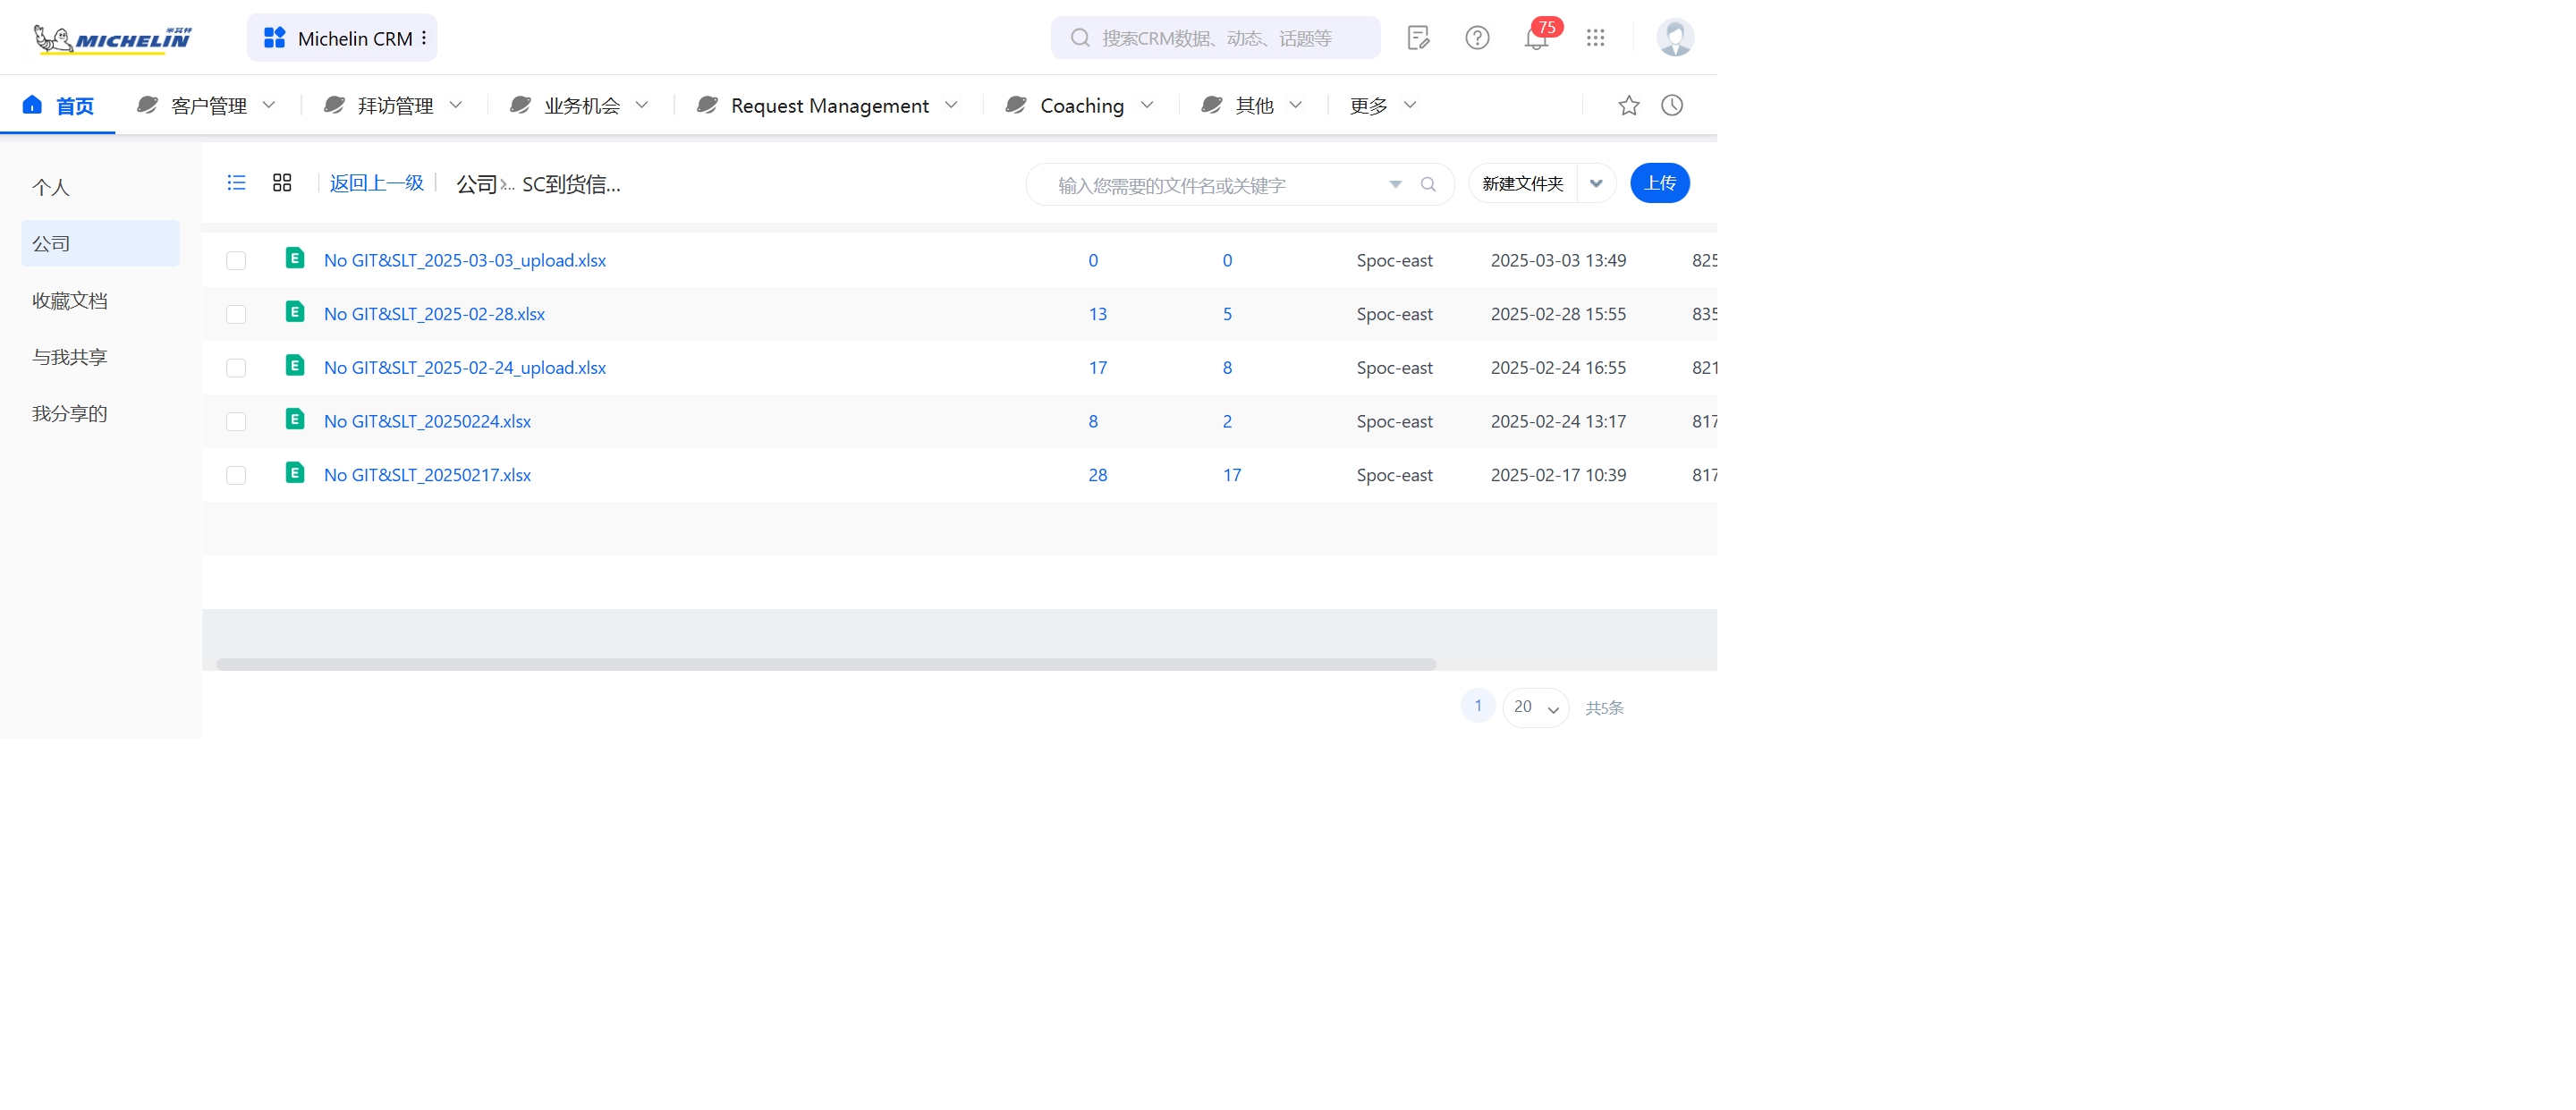 MICHELIN
Michelin CRM
搜索CRM数据、动态、话题等
75
首页
客户管理
拜访管理
业务机会
Request Management
Coaching
其他
更多
个人
公司
收藏文档
与我共享
我分享的
返回上一级
公司 ... SC到货信...
输入您需要的文件名或关键字
新建文件夹
上传
No GIT&SLT_2025-03-03_upload.xlsx 0 0 Spoc-east 2025-03-03 13:49 825
No GIT&SLT_2025-02-28.xlsx 13 5 Spoc-east 2025-02-28 15:55 835
No GIT&SLT_2025-02-24_upload.xlsx 17 8 Spoc-east 2025-02-24 16:55 821
No GIT&SLT_20250224.xlsx 8 2 Spoc-east 2025-02-24 13:17 817
No GIT&SLT_20250217.xlsx 28 17 Spoc-east 2025-02-17 10:39 817
1 20 共5条